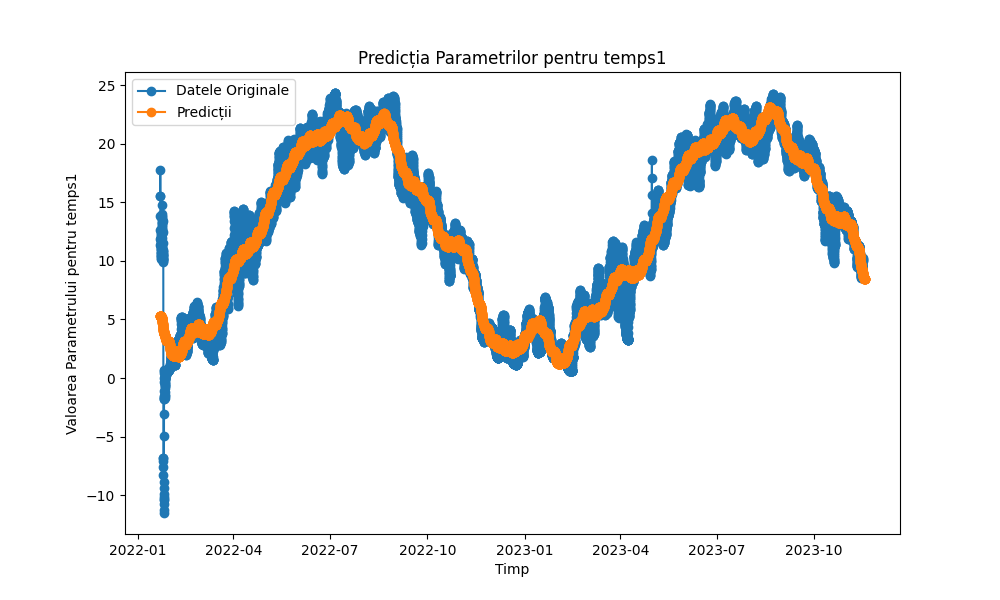 Predicția Parametrilor pentru temps1
Datele Originale
Predicții
25
20
15
10
5
0
−5
−10
Valoarea Parametrului pentru temps1
2022-01 2022-04 2022-07 2022-10 2023-01 2023-04 2023-07 2023-10
Timp